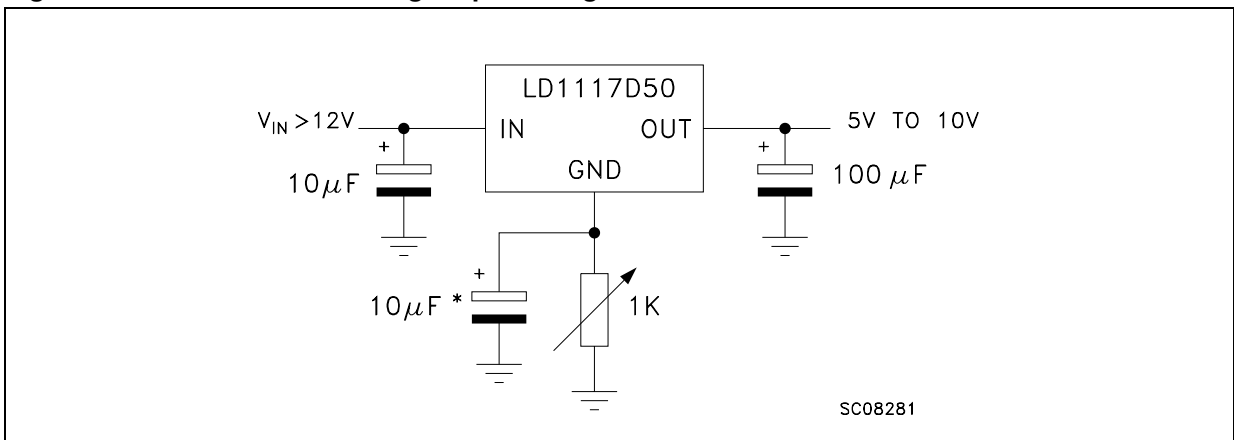 LD1117D50
V_IN >12V
IN
OUT
5V TO 10V
+
+
10μF
GND
100 μF
+
10μF *
1K
SC08281